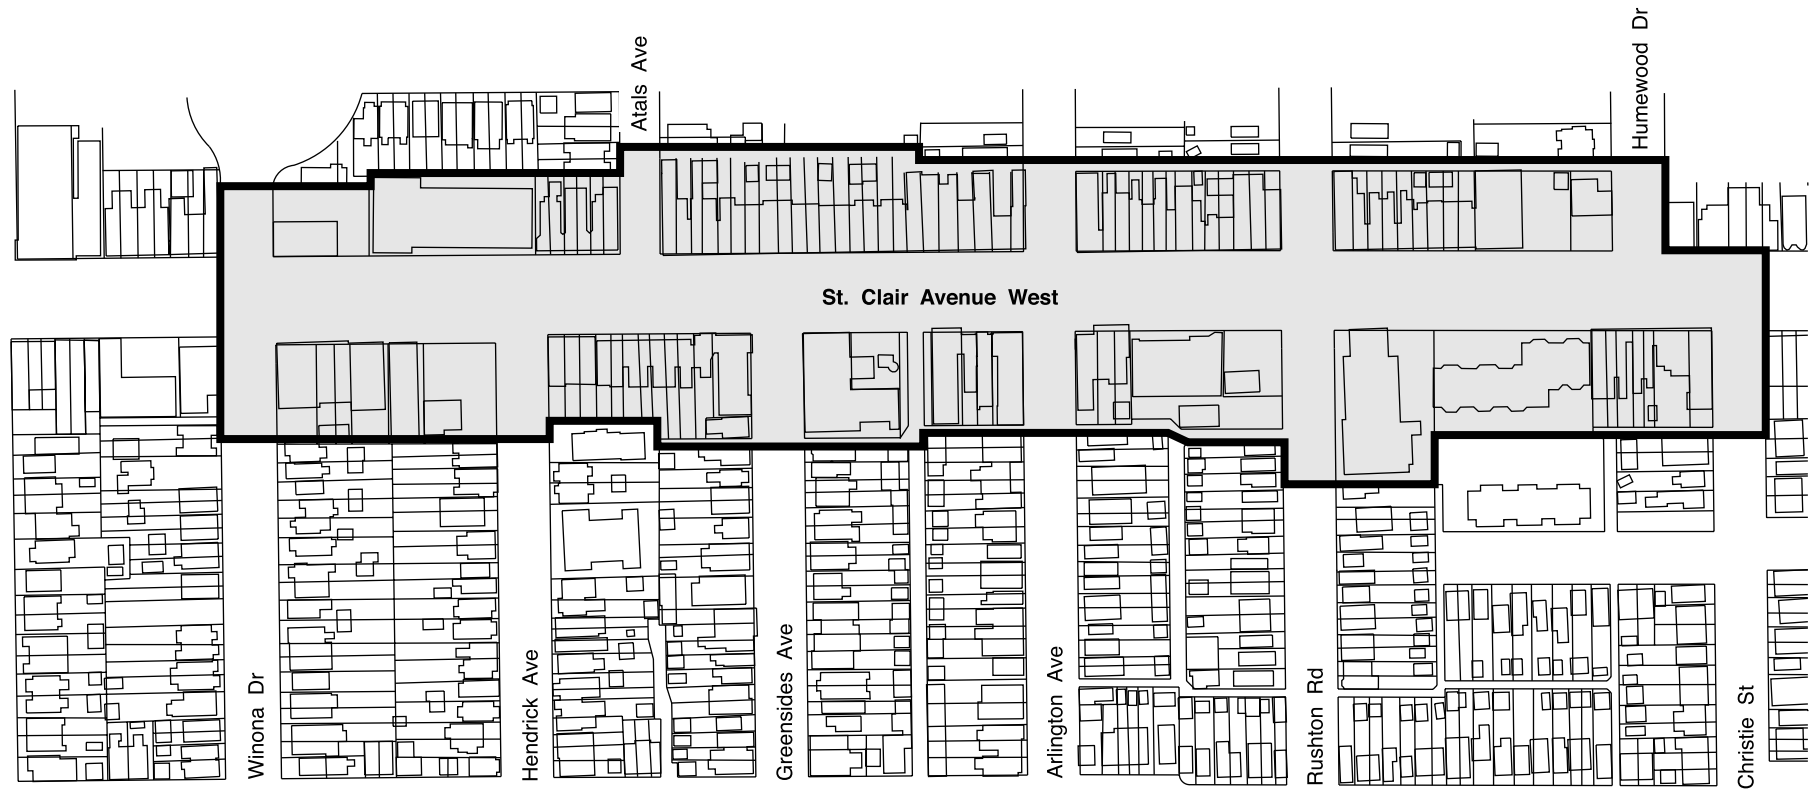 Atals Ave
Humewood Dr
St. Clair Avenue West
Winona Dr
Hendrick Ave
Greensides Ave
Arlington Ave
Rushton Rd
Christie St